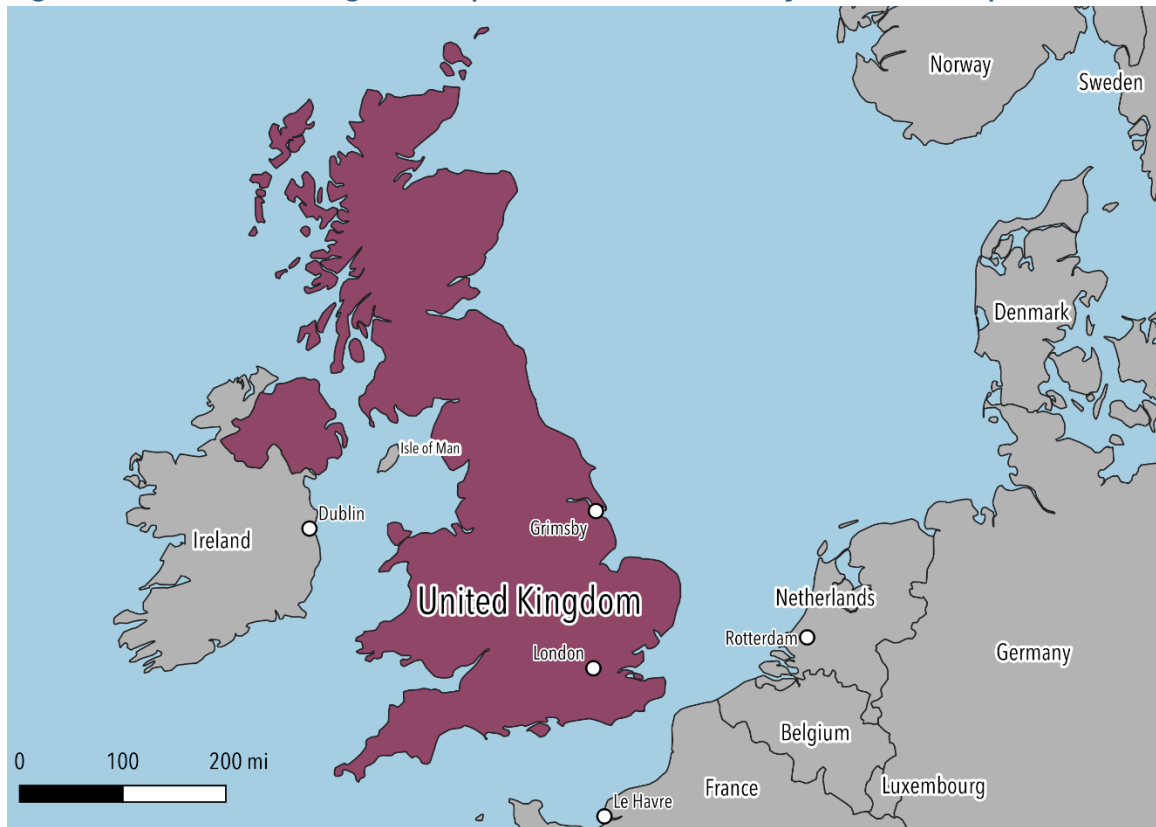 Norway
Sweden
Denmark
Isle of Man
Dublin
Ireland
Grimsby
United Kingdom
Netherlands
Rotterdam
London
Germany
Belgium
0 100 200 mi
France
Luxembourg
Le Havre